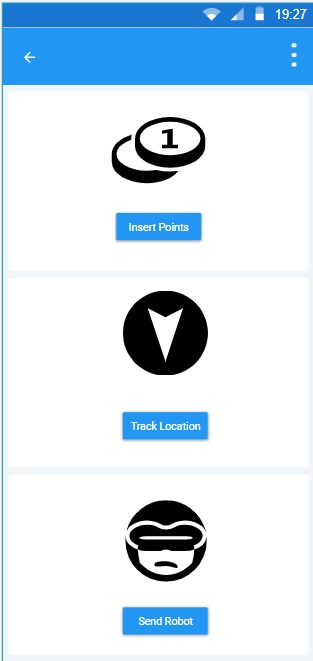 19:27
1
Insert Points
Track Location
Send Robot